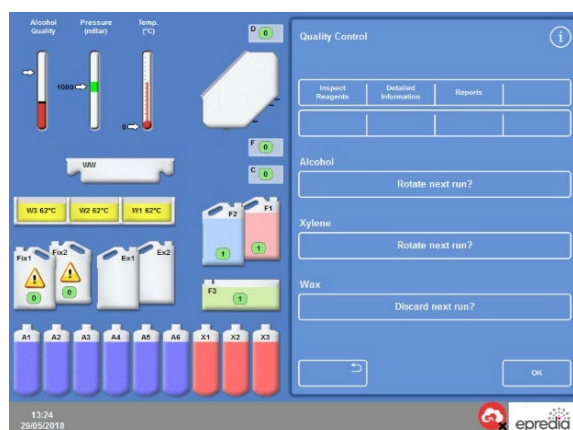 Alcohol
Quality
Pressure
(mBar)
Temp.
(°C)
1000
0
D 0
F 0
C 0
WW
W3 62°C
W2 62°C
W1 62°C
Fix1
Fix2
0
0
Ex1
Ex2
F2
F1
1
1
F3
1
A1
A2
A3
A4
A5
A6
X1
X2
X3
Quality Control
i
Inspect
Reagents
Detailed
Information
Reports
Alcohol
Rotate next run?
Xylene
Rotate next run?
Wax
Discard next run?
OK
13:24
29/05/2018
epredia